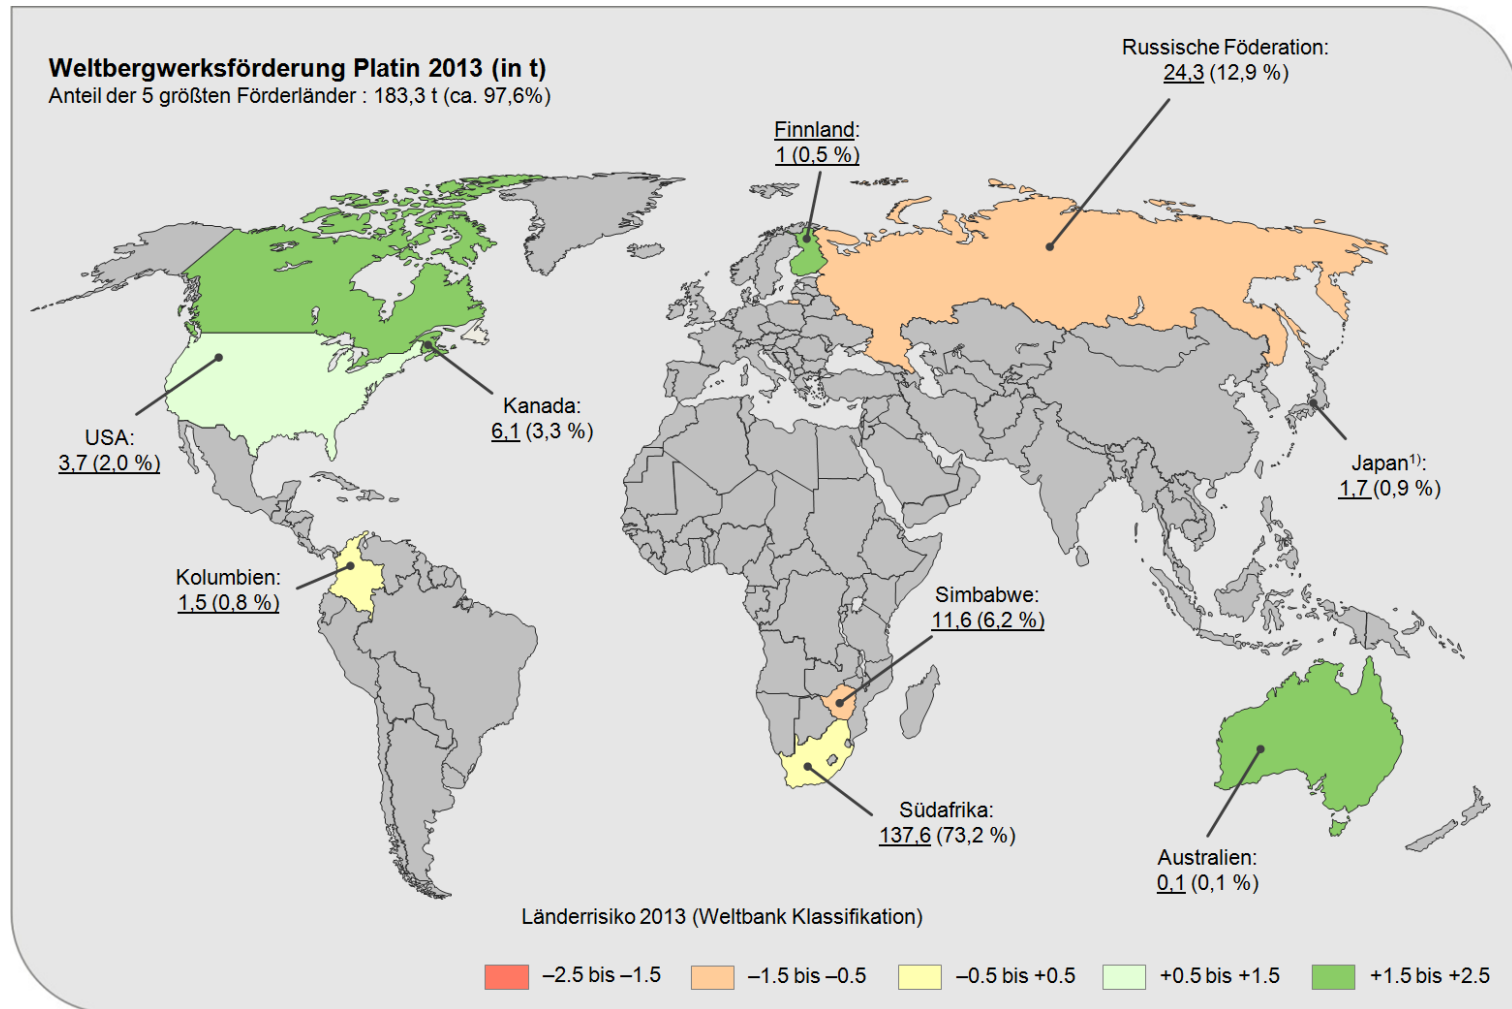 Weltbergwerksförderung Platin 2013 (in t)
Anteil der 5 größten Förderländer : 183,3 t (ca. 97,6%)
Russische Föderation:
24,3 (12,9 %)
Finnland:
1 (0,5 %)
Kanada:
6,1 (3,3 %)
USA:
3,7 (2,0 %)
Japan¹⁾:
1,7 (0,9 %)
Kolumbien:
1,5 (0,8 %)
Simbabwe:
11,6 (6,2 %)
Südafrika:
137,6 (73,2 %)
Australien:
0,1 (0,1 %)
Länderrisiko 2013 (Weltbank Klassifikation)
–2.5 bis –1.5
–1.5 bis –0.5
–0.5 bis +0.5
+0.5 bis +1.5
+1.5 bis +2.5